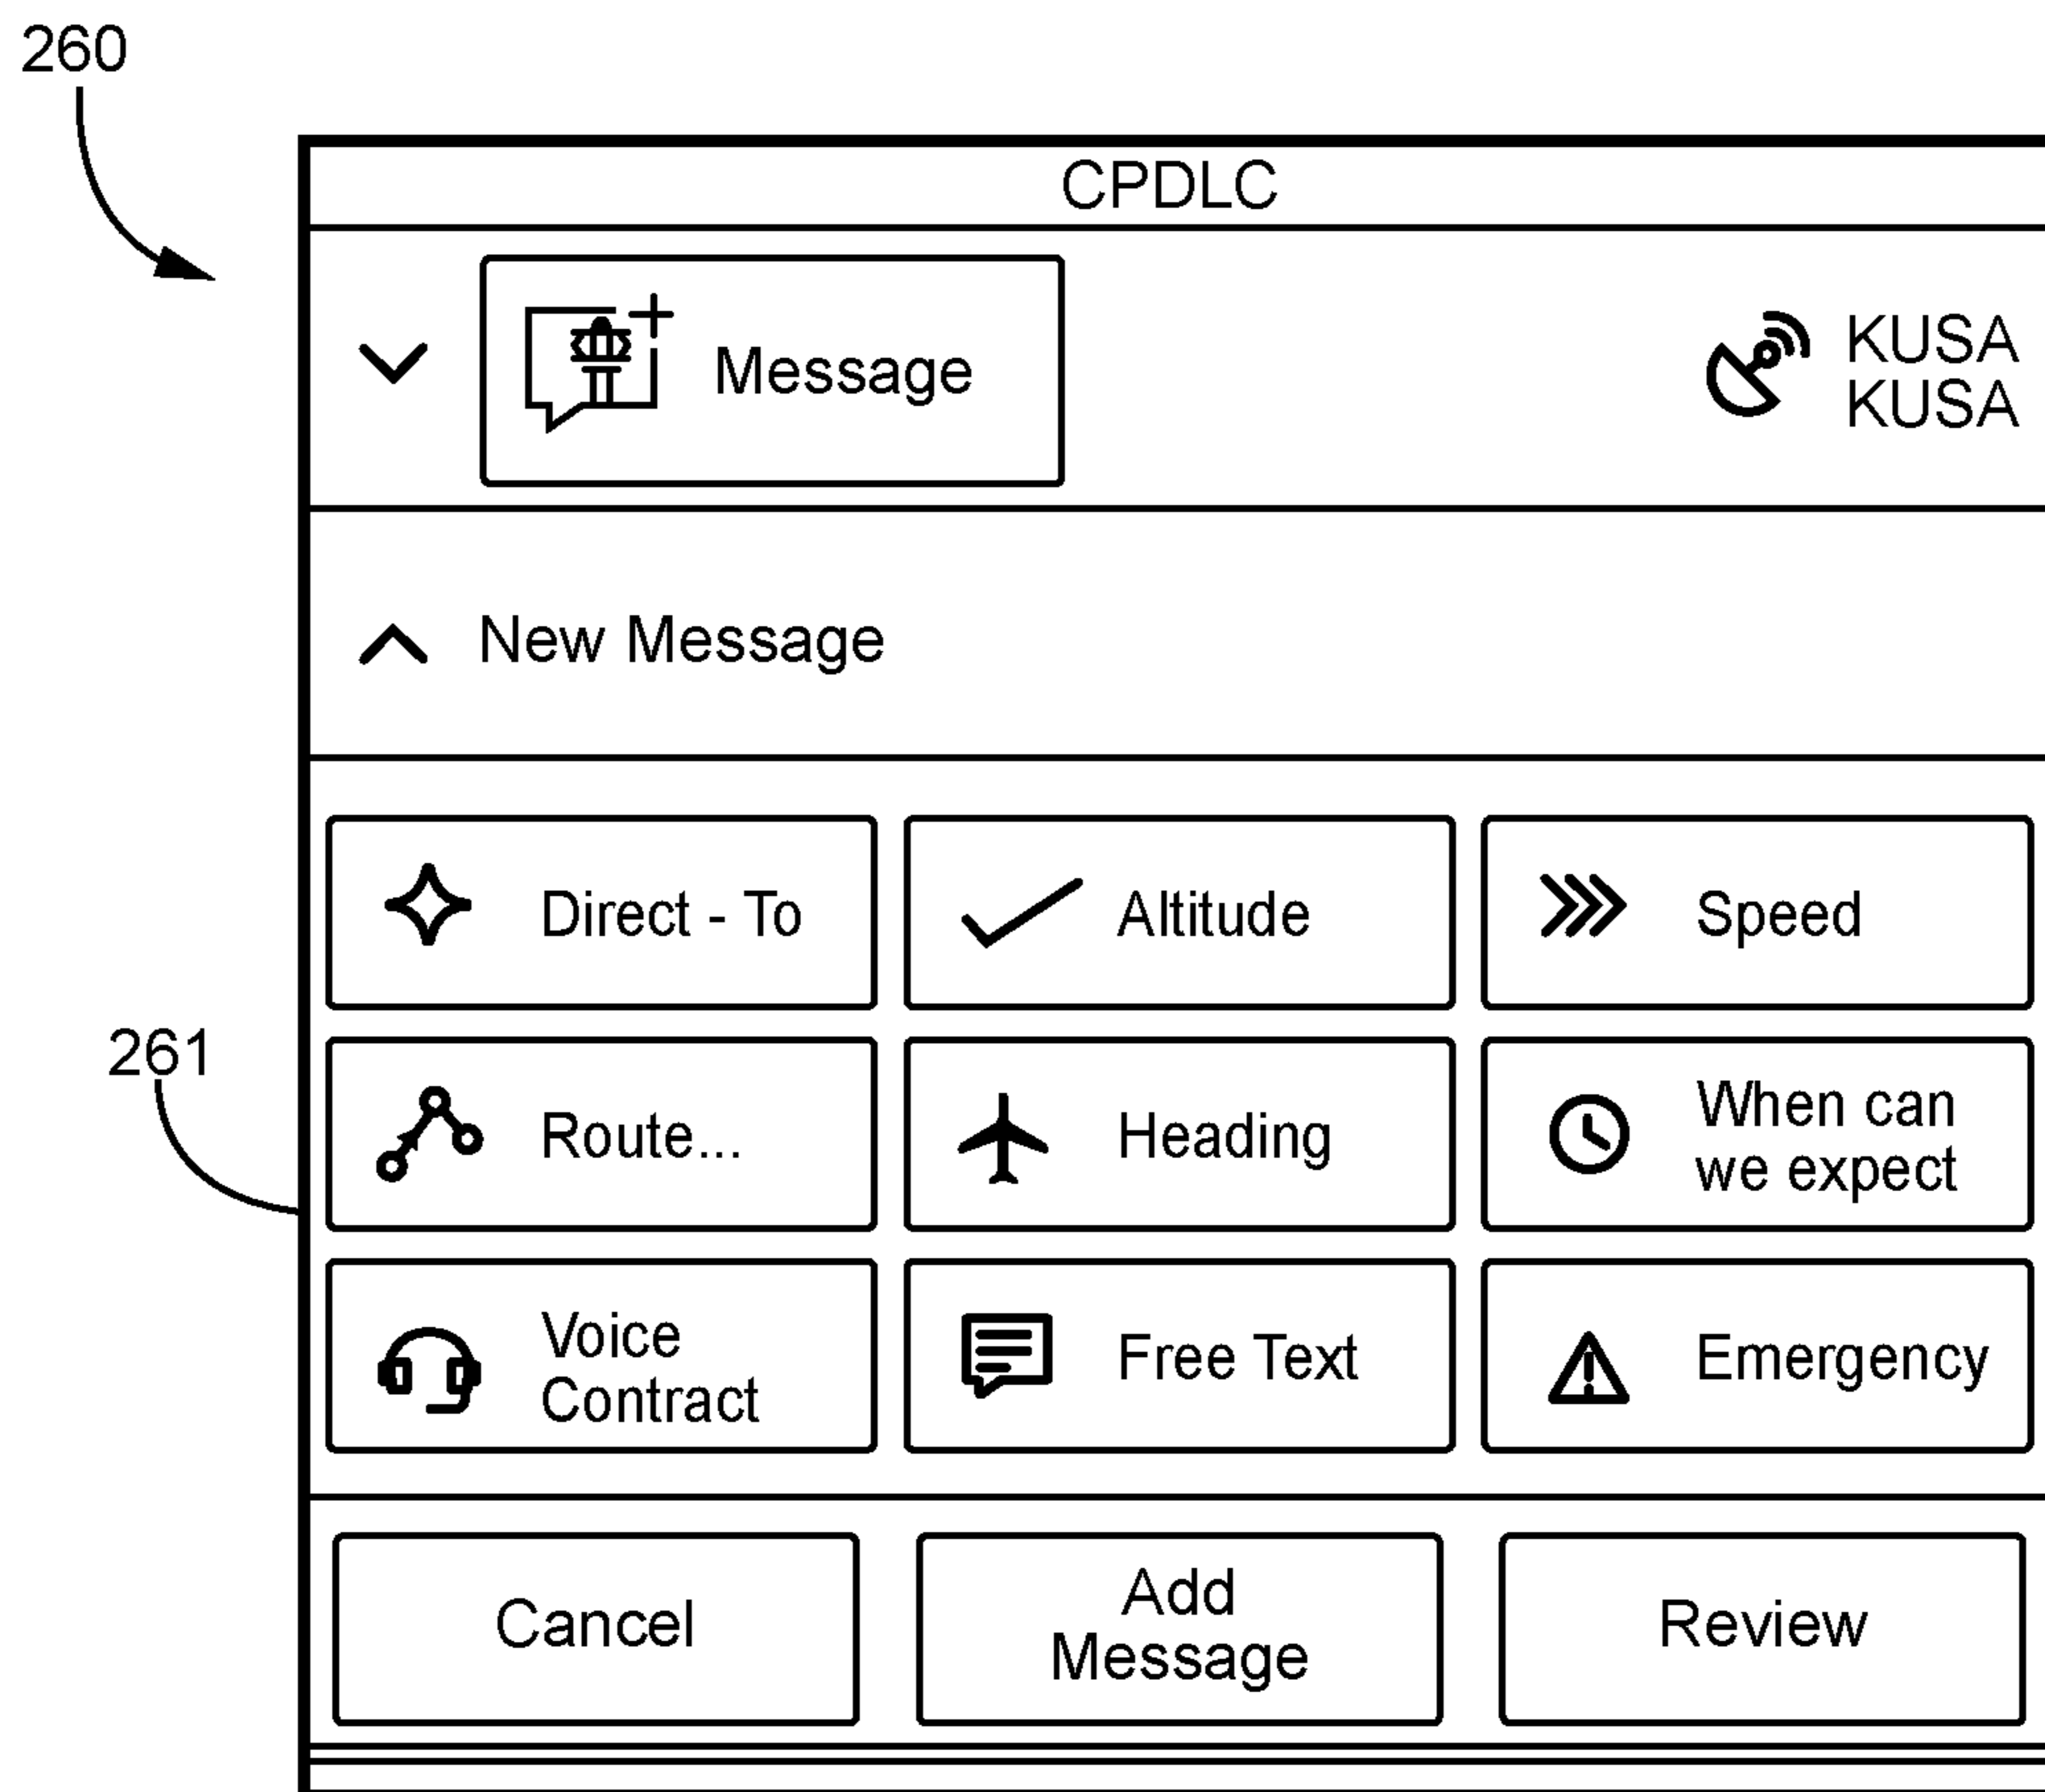 260
CPDLC
Message
KUSA
KUSA
New Message
Direct - To
Altitude
Speed
261
Route...
Heading
When can
we expect
Voice
Contract
Free Text
Emergency
Cancel
Add
Message
Review